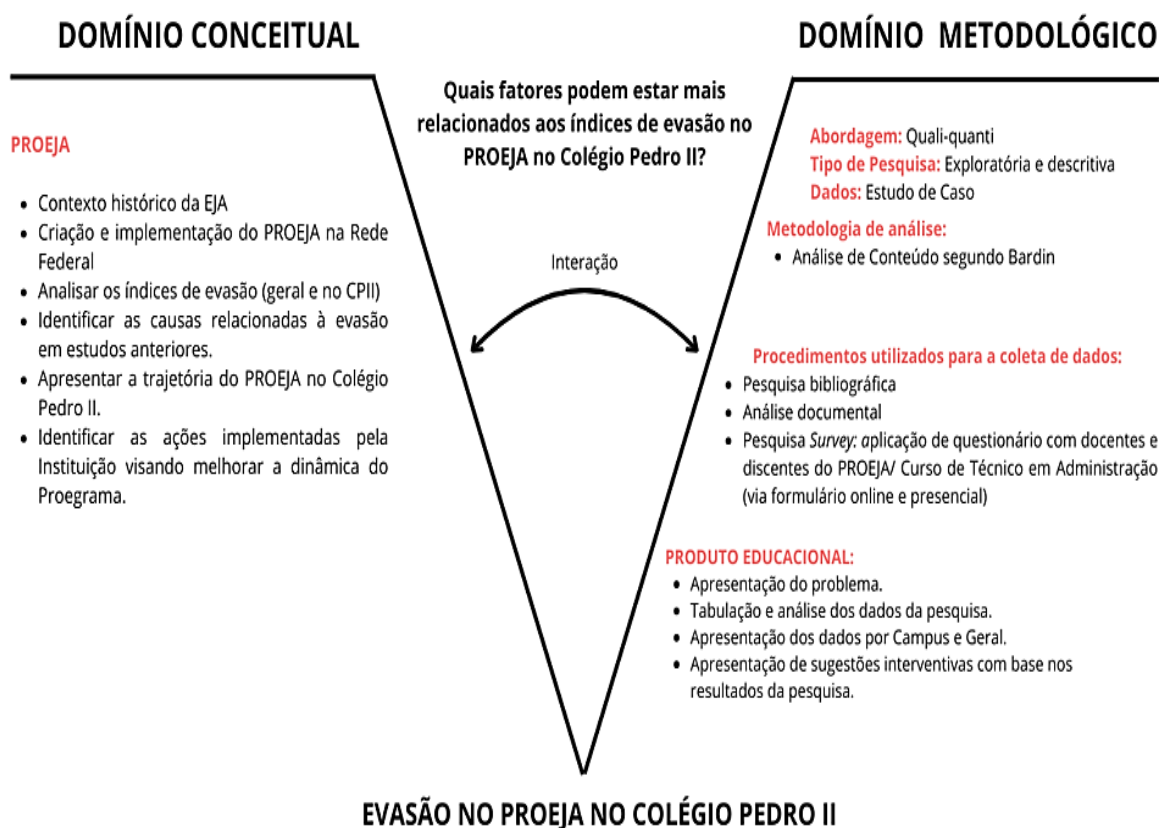 DOMÍNIO CONCEITUAL
DOMÍNIO METODOLÓGICO
Quais fatores podem estar mais
relacionados aos índices de evasão no
PROEJA no Colégio Pedro II?
PROEJA
• Contexto histórico da EJA
• Criação e implementação do PROEJA na Rede
Federal
• Analisar os índices de evasão (geral e no CPII)
• Identificar as causas relacionadas à evasão
em estudos anteriores.
• Apresentar a trajetória do PROEJA no Colégio
Pedro II.
• Identificar as ações implementadas pela
Instituição visando melhorar a dinâmica do
Proegrama.
Interação
Abordagem: Quali-quanti
Tipo de Pesquisa: Exploratória e descritiva
Dados: Estudo de Caso
Metodologia de análise:
• Análise de Conteúdo segundo Bardin
Procedimentos utilizados para a coleta de dados:
• Pesquisa bibliográfica
• Análise documental
• Pesquisa Survey: aplicação de questionário com docentes e
discentes do PROEJA/ Curso de Técnico em Administração
(via formulário online e presencial)
PRODUTO EDUCACIONAL:
• Apresentação do problema.
• Tabulação e análise dos dados da pesquisa.
• Apresentação dos dados por Campus e Geral.
• Apresentação de sugestões interventivas com base nos
resultados da pesquisa.
EVASÃO NO PROEJA NO COLÉGIO PEDRO II